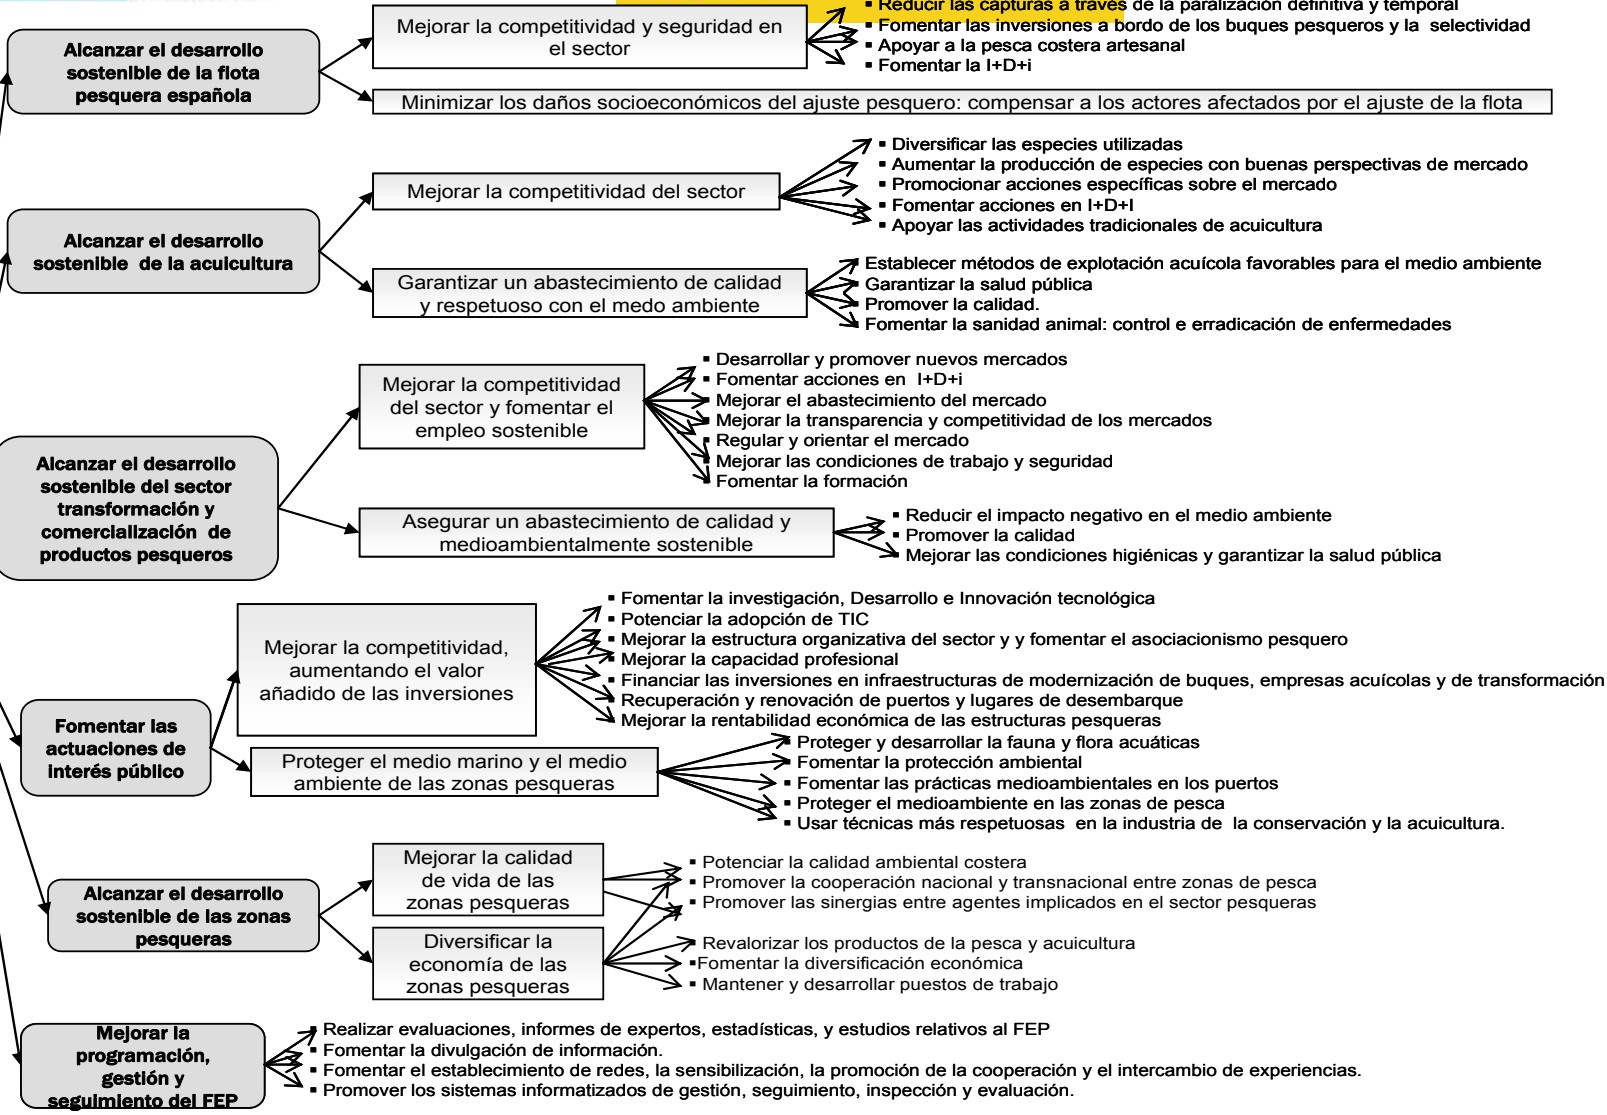 Alcanzar el desarrollo
sostenible de la flota
pesquera española
Mejorar la competitividad y seguridad en
el sector
▪ Reducir las capturas a través de la paralización definitiva y temporal
▪ Fomentar las inversiones a bordo de los buques pesqueros y la selectividad
▪ Apoyar a la pesca costera artesanal
▪ Fomentar la I+D+i
Minimizar los daños socioeconómicos del ajuste pesquero: compensar a los actores afectados por el ajuste de la flota
Alcanzar el desarrollo
sostenible de la acuicultura
Mejorar la competitividad del sector
▪ Diversificar las especies utilizadas
▪ Aumentar la producción de especies con buenas perspectivas de mercado
▪ Promocionar acciones específicas sobre el mercado
▪ Fomentar acciones en I+D+I
▪ Apoyar las actividades tradicionales de acuicultura
Garantizar un abastecimiento de calidad
y respetuoso con el medo ambiente
▪ Establecer métodos de explotación acuícola favorables para el medio ambiente
▪ Garantizar la salud pública
▪ Promover la calidad.
▪ Fomentar la sanidad animal: control e erradicación de enfermedades
Alcanzar el desarrollo
sostenible del sector
transformación y
comercialización de
productos pesqueros
Mejorar la competitividad
del sector y fomentar el
empleo sostenible
▪ Desarrollar y promover nuevos mercados
▪ Fomentar acciones en I+D+i
▪ Mejorar el abastecimiento del mercado
▪ Mejorar la transparencia y competitividad de los mercados
▪ Regular y orientar el mercado
▪ Mejorar las condiciones de trabajo y seguridad
▪ Fomentar la formación
Asegurar un abastecimiento de calidad y
medioambientalmente sostenible
▪ Reducir el impacto negativo en el medio ambiente
▪ Promover la calidad
▪ Mejorar las condiciones higiénicas y garantizar la salud pública
Fomentar las
actuaciones de
interés público
Mejorar la competitividad,
aumentando el valor
añadido de las inversiones
▪ Fomentar la investigación, Desarrollo e Innovación tecnológica
▪ Potenciar la adopción de TIC
▪ Mejorar la estructura organizativa del sector y y fomentar el asociacionismo pesquero
▪ Mejorar la capacidad profesional
▪ Financiar las inversiones en infraestructuras de modernización de buques, empresas acuícolas y de transformación
▪ Recuperación y renovación de puertos y lugares de desembarque
▪ Mejorar la rentabilidad económica de las estructuras pesqueras
Proteger el medio marino y el medio
ambiente de las zonas pesqueras
▪ Proteger y desarrollar la fauna y flora acuáticas
▪ Fomentar la protección ambiental
▪ Fomentar las prácticas medioambientales en los puertos
▪ Proteger el medioambiente en las zonas de pesca
▪ Usar técnicas más respetuosas en la industria de la conservación y la acuicultura.
Alcanzar el desarrollo
sostenible de las zonas
pesqueras
Mejorar la calidad
de vida de las
zonas pesqueras
▪ Potenciar la calidad ambiental costera
▪ Promover la cooperación nacional y transnacional entre zonas de pesca
▪ Promover las sinergias entre agentes implicados en el sector pesqueras
Diversificar la
economía de las
zonas pesqueras
▪ Revalorizar los productos de la pesca y acuicultura
▪Fomentar la diversificación económica
▪ Mantener y desarrollar puestos de trabajo
Mejorar la
programación,
gestión y
seguimiento del FEP
▪ Realizar evaluaciones, informes de expertos, estadísticas, y estudios relativos al FEP
▪ Fomentar la divulgación de información.
▪ Fomentar el establecimiento de redes, la sensibilización, la promoción de la cooperación y el intercambio de experiencias.
▪ Promover los sistemas informatizados de gestión, seguimiento, inspección y evaluación.